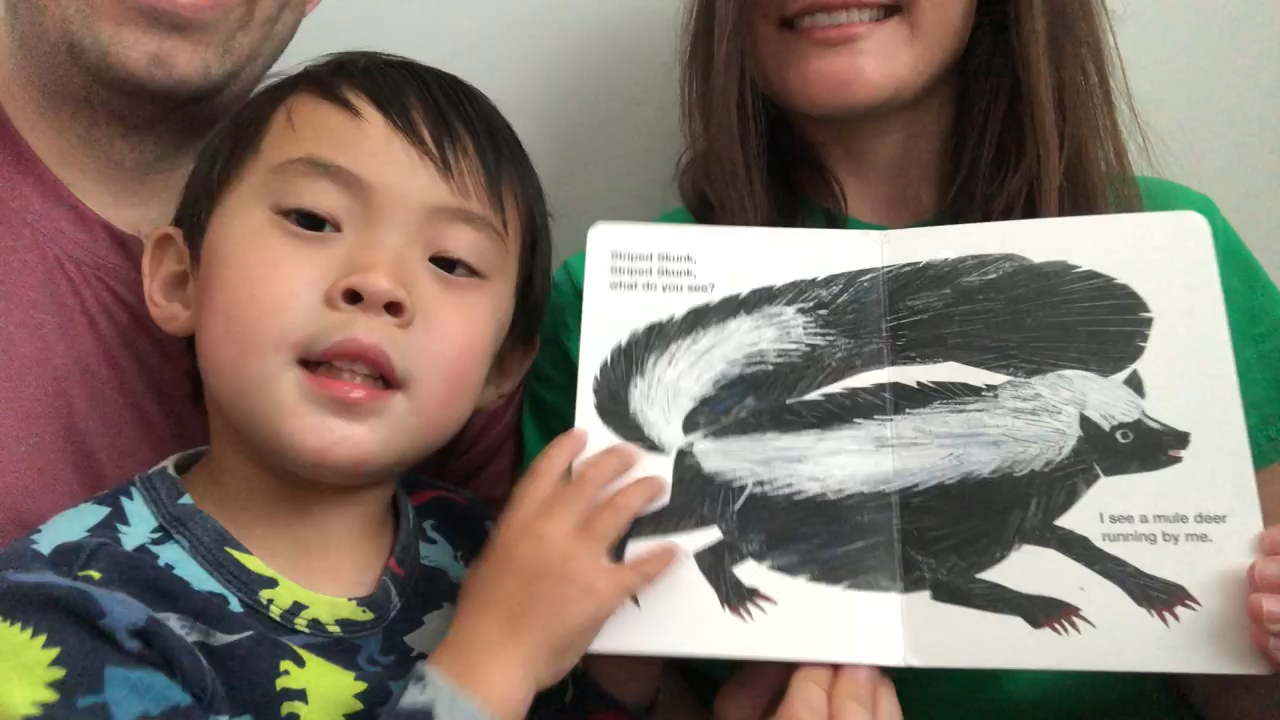 Striped Skunk,
Striped Skunk,
what do you see?
I see a mule deer
running by me.